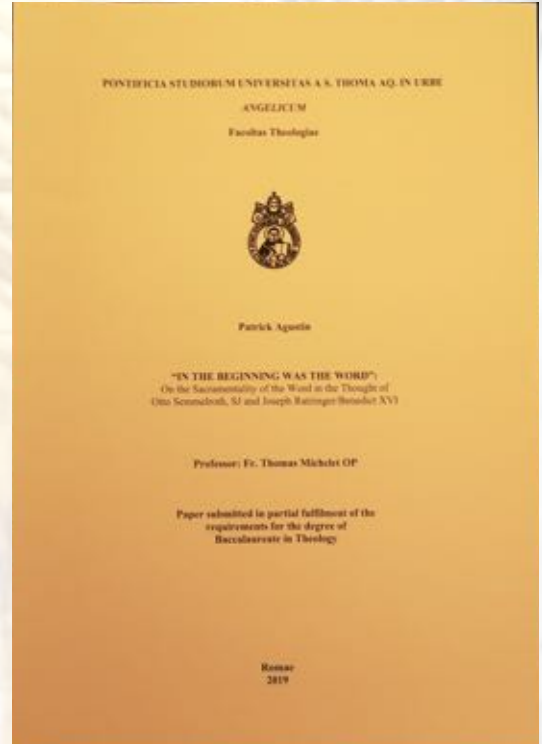 PONTIFICIA STUDIORUM UNIVERSITAS A S. THOMA AQ. IN URBE
ANGELICUM
Facultas Theologiae
Patrick Agustin
"IN THE BEGINNING WAS THE WORD":
On the Sacramentality of the Word in the Thought of
Otto Semmelroth, SJ and Joseph Ratzinger/Benedict XVI
Professor: Fr. Thomas Michelet OP
Paper submitted in partial fulfilment of the
requirements for the degree of
Baccalaureate in Theology
Romae
2019